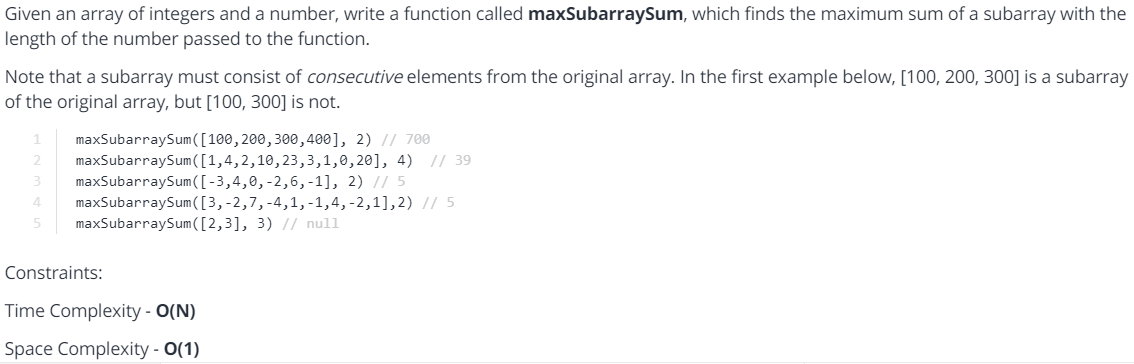 Given an array of integers and a number, write a function called maxSubarraySum, which finds the maximum sum of a subarray with the
length of the number passed to the function.
Note that a subarray must consist of consecutive elements from the original array. In the first example below, [100, 200, 300] is a subarray
of the original array, but [100, 300] is not.
1 maxSubarraySum([100,200,300,400], 2) // 700
2 maxSubarraySum([1,4,2,10,23,3,1,0,20], 4)  // 39
3 maxSubarraySum([-3,4,0,-2,6,-1], 2) // 5
4 maxSubarraySum([3,-2,7,-4,1,-1,4,-2,1],2) // 5
5 maxSubarraySum([2,3], 3) // null
Constraints:
Time Complexity - O(N)
Space Complexity - O(1)